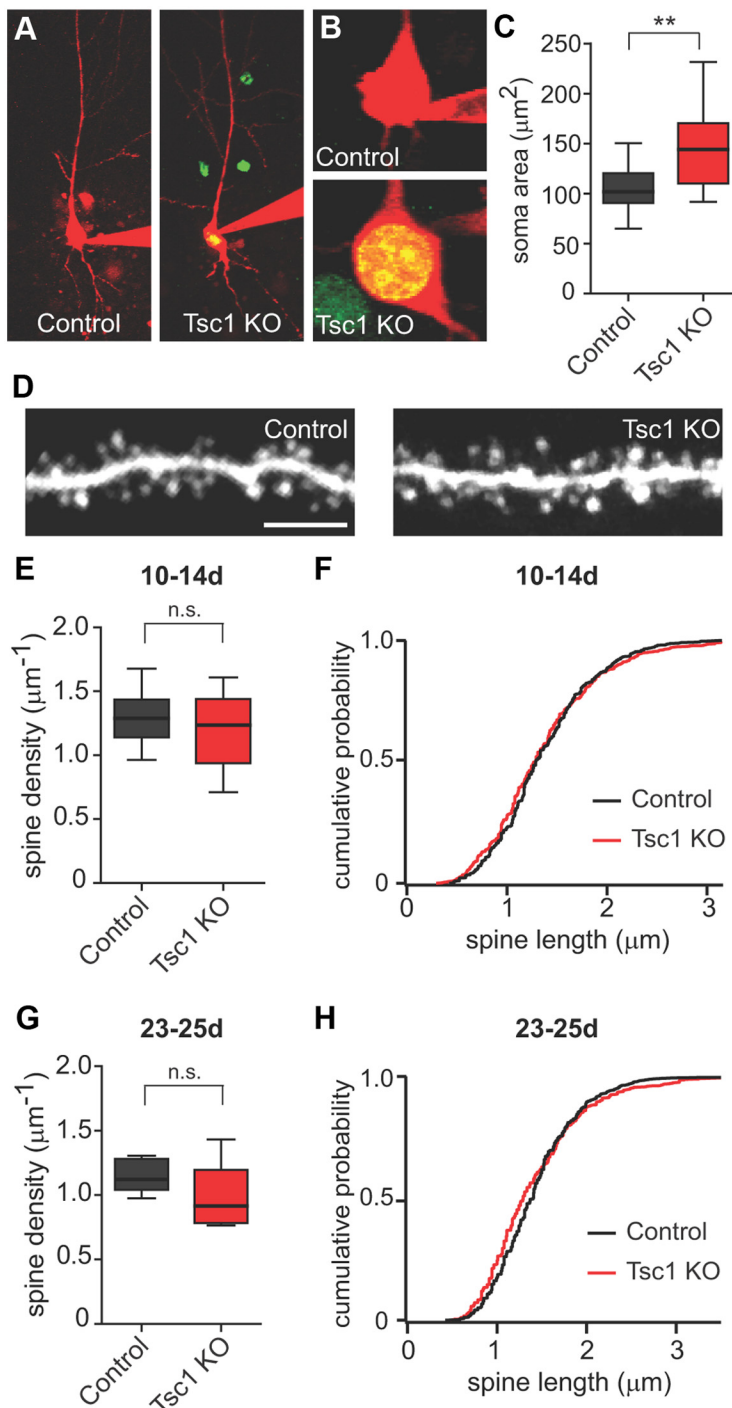 A
Control
Tsc1 KO
B
Control
Tsc1 KO
C
**
soma area (μm²)
250
200
150
100
50
0
Control
Tsc1 KO
D
Control
Tsc1 KO
E
10-14d
n.s.
spine density (μm⁻¹)
2.0
1.5
1.0
0.5
0
Control
Tsc1 KO
F
10-14d
cumulative probability
1.0
0.5
0
Control
Tsc1 KO
0 1 2 3
spine length (μm)
G
23-25d
n.s.
spine density (μm⁻¹)
2.0
1.5
1.0
0.5
0
Control
Tsc1 KO
H
23-25d
cumulative probability
1.0
0.5
0
Control
Tsc1 KO
0 1 2 3
spine length (μm)